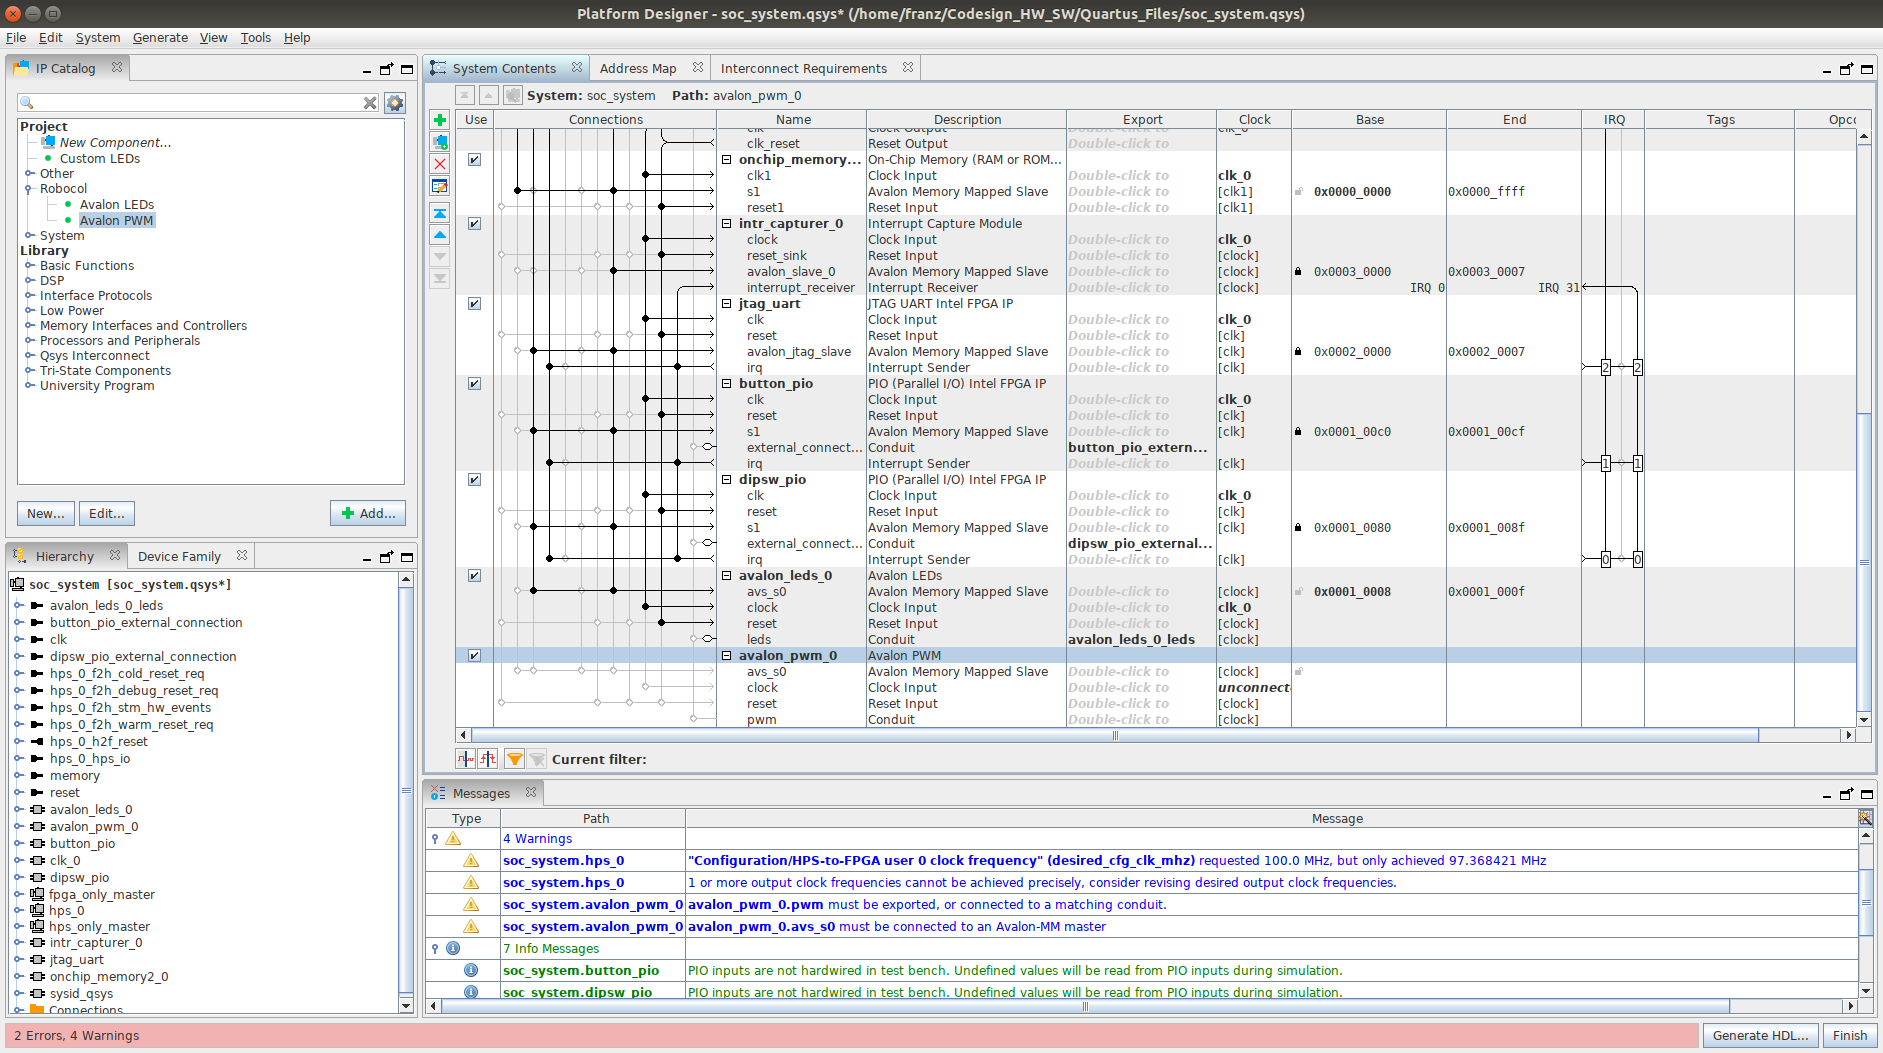 Platform Designer - soc_system.qsys* (/home/franz/Codesign_HW_SW/Quartus_Files/soc_system.qsys)
File Edit System Generate View Tools Help
IP Catalog
Project
New Component...
Custom LEDs
Other
Robocol
Avalon LEDs
Avalon PWM
System
Library
Basic Functions
DSP
Interface Protocols
Low Power
Memory Interfaces and Controllers
Processors and Peripherals
Qsys Interconnect
Tri-State Components
University Program
New... Edit... Add...
Hierarchy Device Family
soc_system [soc_system.qsys*]
avalon_leds_0_leds
button_pio_external_connection
clk
dipsw_pio_external_connection
hps_0_f2h_cold_reset_req
hps_0_f2h_debug_reset_req
hps_0_f2h_stm_hw_events
hps_0_f2h_warm_reset_req
hps_0_h2f_reset
hps_0_hps_io
memory
reset
avalon_leds_0
avalon_pwm_0
button_pio
clk_0
dipsw_pio
fpga_only_master
hps_0
hps_only_master
intr_capturer_0
jtag_uart
onchip_memory2_0
sysid_qsys
Connections
System Contents Address Map Interconnect Requirements
System: soc_system Path: avalon_pwm_0
Use Connections Name Description Export Clock Base End IRQ Tags Opco
clk Clock Output Double-click to clk_0
clk_reset Reset Output Double-click to
onchip_memory... On-Chip Memory (RAM or ROM...
clk1 Clock Input Double-click to clk_0
s1 Avalon Memory Mapped Slave Double-click to [clk1] 0x0000_0000 0x0000_ffff
reset1 Reset Input Double-click to [clk1]
intr_capturer_0 Interrupt Capture Module
clock Clock Input Double-click to clk_0
reset_sink Reset Input Double-click to [clock]
avalon_slave_0 Avalon Memory Mapped Slave Double-click to [clock] 0x0003_0000 0x0003_0007
interrupt_receiver Interrupt Receiver Double-click to [clock] IRQ 0 IRQ 31
jtag_uart JTAG UART Intel FPGA IP
clk Clock Input Double-click to clk_0
reset Reset Input Double-click to [clk]
avalon_jtag_slave Avalon Memory Mapped Slave Double-click to [clk] 0x0002_0000 0x0002_0007
irq Interrupt Sender Double-click to [clk] 2 2
button_pio PIO (Parallel I/O) Intel FPGA IP
clk Clock Input Double-click to clk_0
reset Reset Input Double-click to [clk]
s1 Avalon Memory Mapped Slave Double-click to [clk] 0x0001_00c0 0x0001_00cf
external_connect... Conduit button_pio_extern...
irq Interrupt Sender Double-click to [clk] 1 1
dipsw_pio PIO (Parallel I/O) Intel FPGA IP
clk Clock Input Double-click to clk_0
reset Reset Input Double-click to [clk]
s1 Avalon Memory Mapped Slave Double-click to [clk] 0x0001_0080 0x0001_008f
external_connect... Conduit dipsw_pio_external...
irq Interrupt Sender Double-click to [clk] 0 0
avalon_leds_0 Avalon LEDs
avs_s0 Avalon Memory Mapped Slave Double-click to [clock] 0x0001_0008 0x0001_000f
clock Clock Input Double-click to clk_0
reset Reset Input Double-click to [clock]
leds Conduit avalon_leds_0_leds [clock]
avalon_pwm_0 Avalon PWM
avs_s0 Avalon Memory Mapped Slave Double-click to [clock]
clock Clock Input Double-click to unconnect
reset Reset Input Double-click to [clock]
pwm Conduit Double-click to [clock]
Current filter:
Messages
Type Path Message
4 Warnings
soc_system.hps_0 "Configuration/HPS-to-FPGA user 0 clock frequency" (desired_cfg_clk_mhz) requested 100.0 MHz, but only achieved 97.368421 MHz
soc_system.hps_0 1 or more output clock frequencies cannot be achieved precisely, consider revising desired output clock frequencies.
soc_system.avalon_pwm_0 avalon_pwm_0.pwm must be exported, or connected to a matching conduit.
soc_system.avalon_pwm_0 avalon_pwm_0.avs_s0 must be connected to an Avalon-MM master
7 Info Messages
soc_system.button_pio PIO inputs are not hardwired in test bench. Undefined values will be read from PIO inputs during simulation.
soc_system.dipsw_pio PIO inputs are not hardwired in test bench. Undefined values will be read from PIO inputs during simulation.
2 Errors, 4 Warnings
Generate HDL... Finish